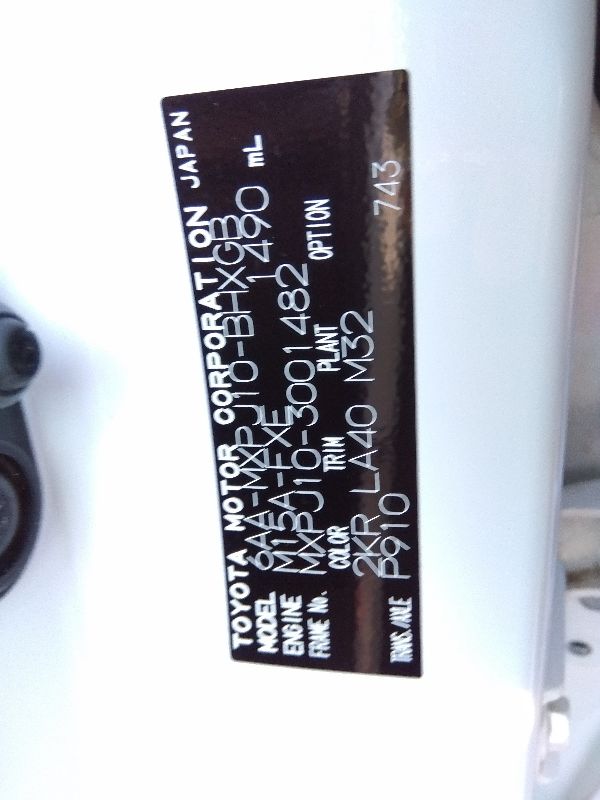 TOYOTA MOTOR CORPORATION JAPAN
MODEL 6AA-MXPJ10-BHXGB
ENGINE M15A-FXE 1490 mL
FRAME No. MXPJ10-3001482
COLOR TRIM PLANT OPTION
2KR LA40 M32
TRANS./AXLE P910 743